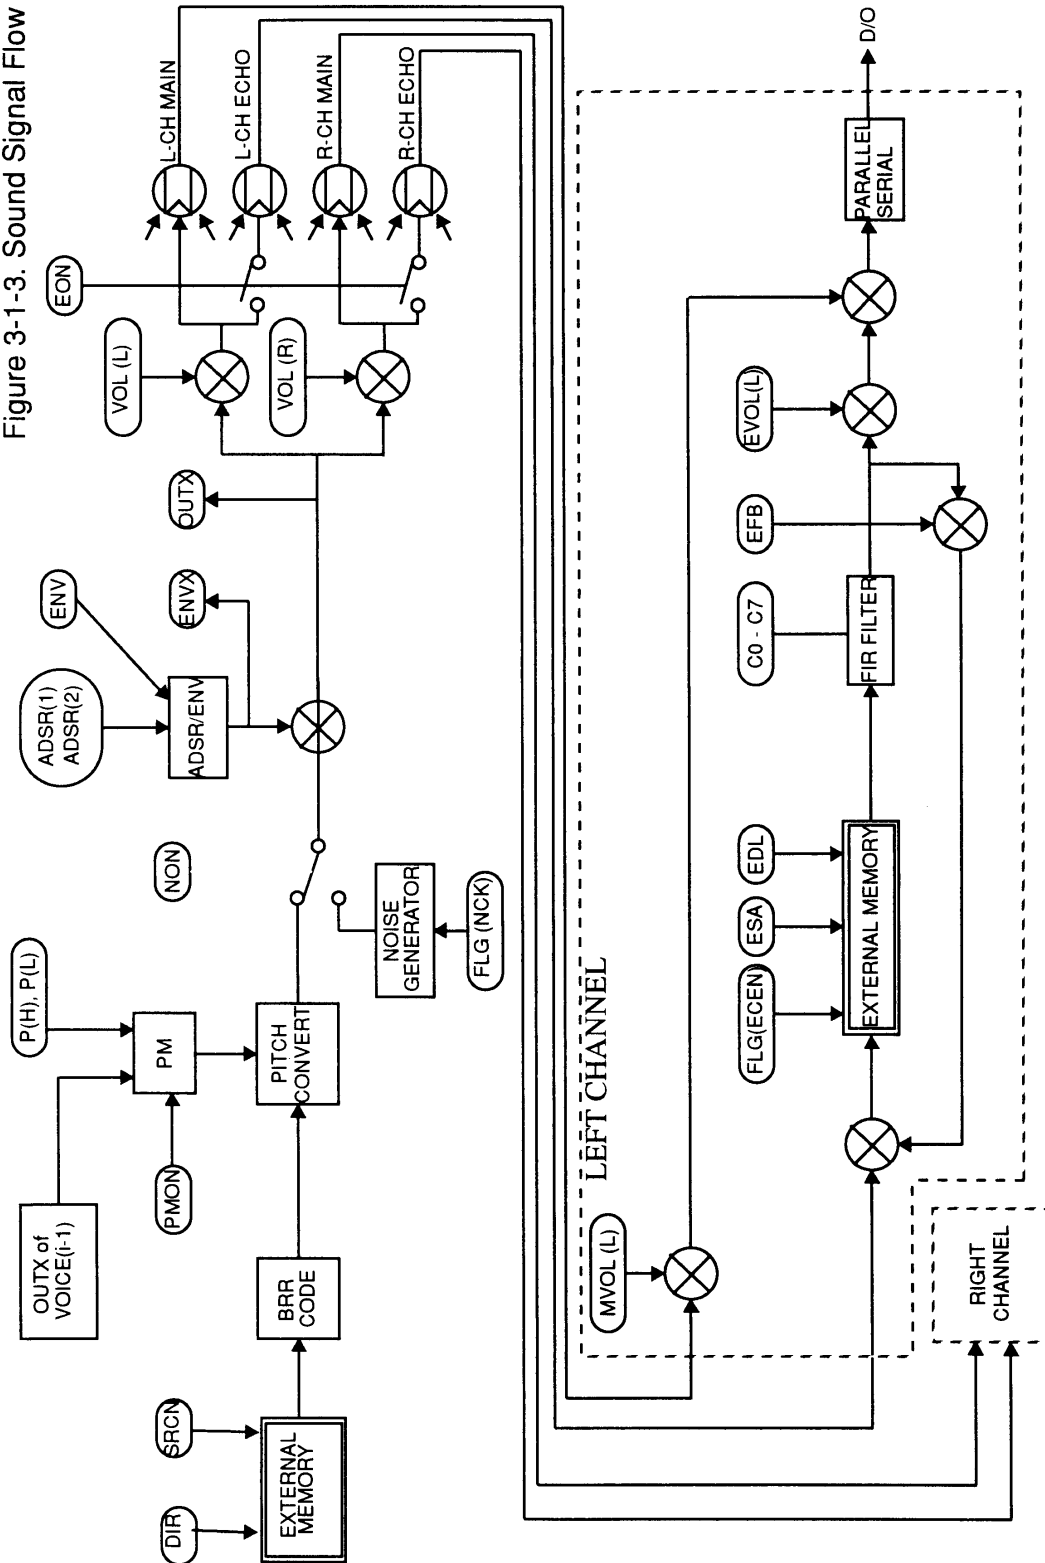 Figure 3-1-3. Sound Signal Flow
DIR
SRCN
EXTERNAL
MEMORY
BRR
CODE
OUTX of
VOICE(i-1)
PMON
P(H), P(L)
PM
PITCH
CONVERT
NON
NOISE
GENERATOR
FLG (NCK)
ADSR(1)
ADSR(2)
ENV
ADSR/ENV
ENVX
OUTX
VOL (L)
VOL (R)
EON
L-CH MAIN
L-CH ECHO
R-CH MAIN
R-CH ECHO
LEFT CHANNEL
MVOL (L)
FLG(ECEN)
ESA
EDL
EXTERNAL MEMORY
C0 - C7
FIR FILTER
EFB
EVOL(L)
PARALLEL
SERIAL
D/O
RIGHT
CHANNEL